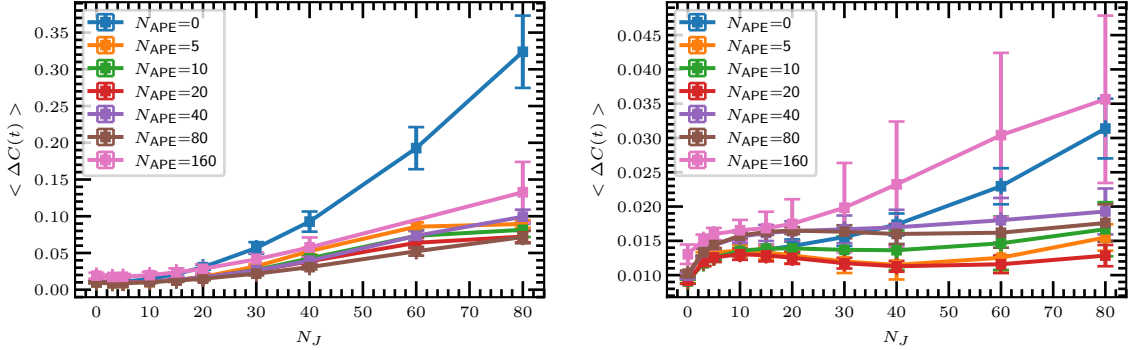 0.35
0.30
0.25
0.20
0.15
0.10
0.05
0.00
< ΔC(t) >
N_APE=0
N_APE=5
N_APE=10
N_APE=20
N_APE=40
N_APE=80
N_APE=160
0 10 20 30 40 50 60 70 80
N_J
0.045
0.040
0.035
0.030
0.025
0.020
0.015
0.010
< ΔC(t) >
N_APE=0
N_APE=5
N_APE=10
N_APE=20
N_APE=40
N_APE=80
N_APE=160
0 10 20 30 40 50 60 70 80
N_J